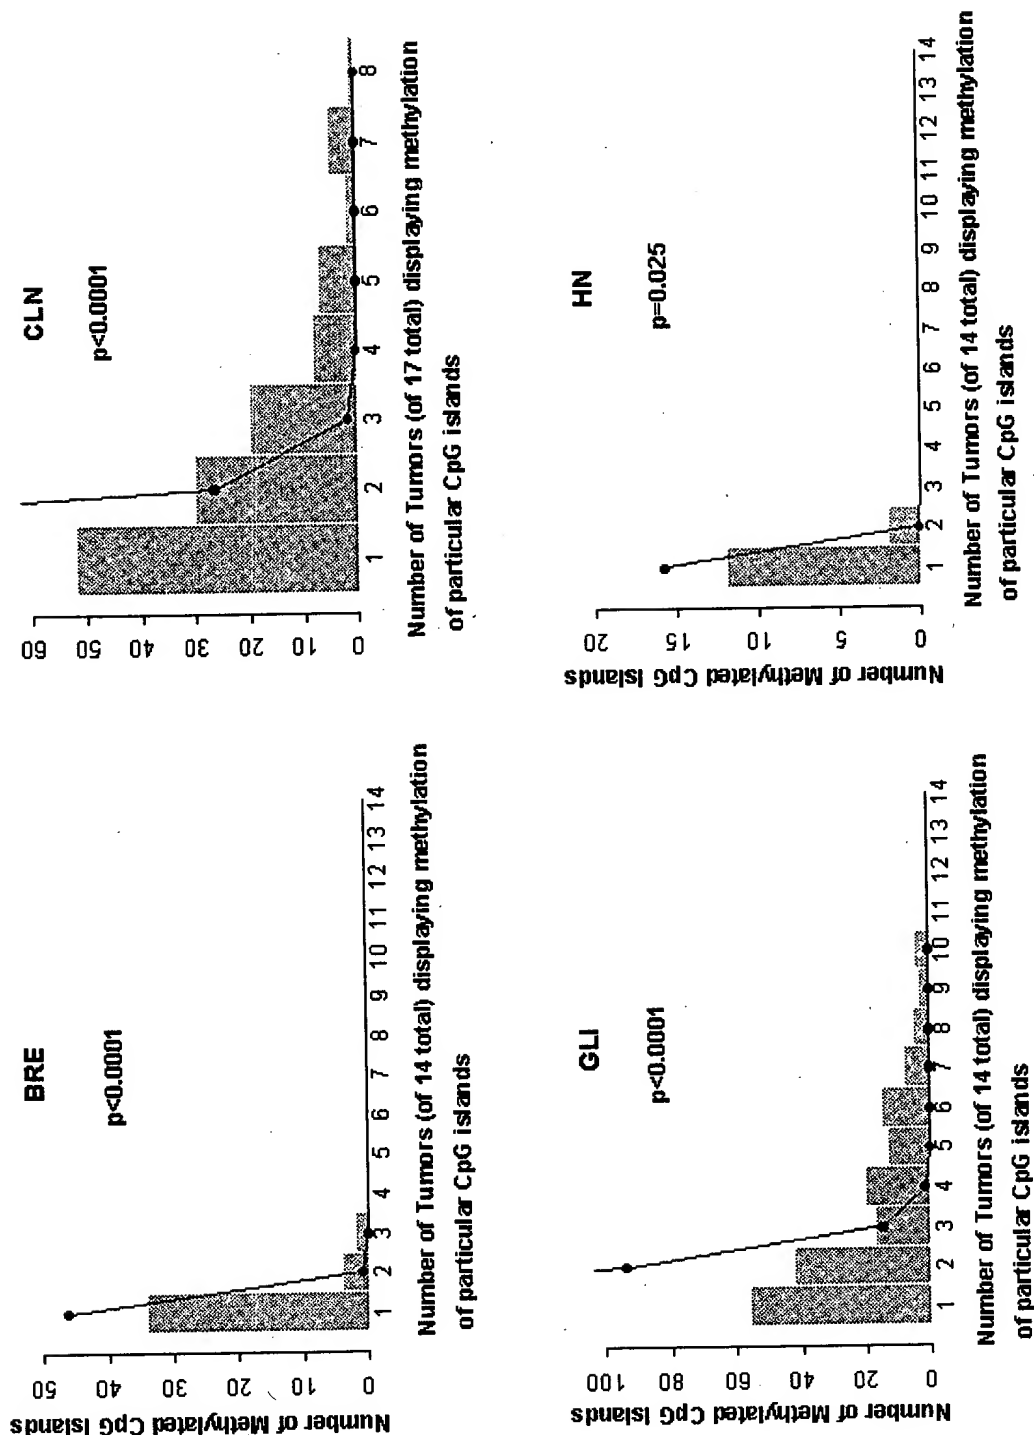 BRE
p<0.0001
50
40
30
20
10
0
Number of Methylated CpG Islands
1 2 3 4 5 6 7 8 9 10 11 12 13 14
Number of Tumors (of 14 total) displaying methylation
of particular CpG islands
CLN
p<0.0001
60
50
40
30
20
10
0
1 2 3 4 5 6 7 8
Number of Tumors (of 17 total) displaying methylation
of particular CpG islands
GLI
p<0.0001
100
80
60
40
20
0
Number of Methylated CpG Islands
1 2 3 4 5 6 7 8 9 10 11 12 13 14
Number of Tumors (of 14 total) displaying methylation
of particular CpG islands
HN
p=0.025
20
15
10
5
0
Number of Methylated CpG Islands
1 2 3 4 5 6 7 8 9 10 11 12 13 14
Number of Tumors (of 14 total) displaying methylation
of particular CpG islands